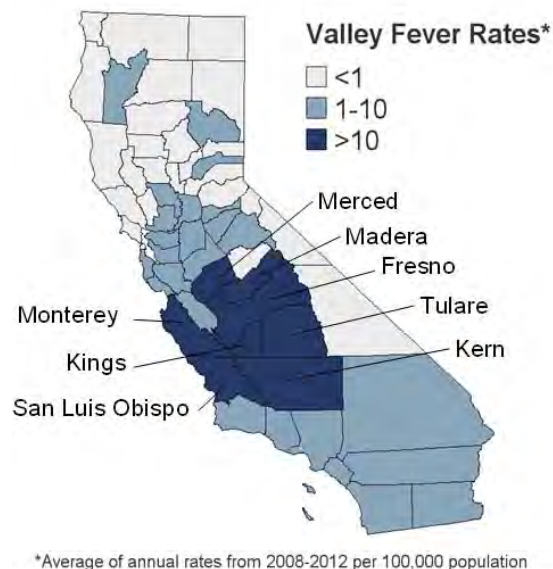 Valley Fever Rates*
<1
1-10
>10
Merced
Madera
Fresno
Monterey
Tulare
Kings
Kern
San Luis Obispo
*Average of annual rates from 2008-2012 per 100,000 population